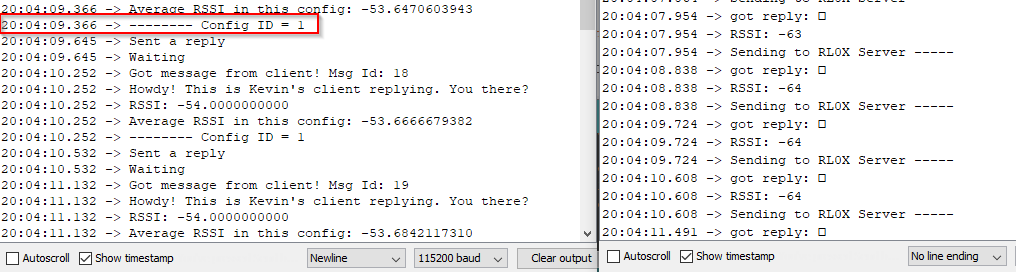 20:04:09.366 -> Average RSSI in this config: -53.6470603943
20:04:09.366 -> -------- Config ID = 1
20:04:09.645 -> Sent a reply
20:04:09.645 -> Waiting
20:04:10.252 -> Got message from client! Msg Id: 18
20:04:10.252 -> Howdy! This is Kevin's client replying. You there?
20:04:10.252 -> RSSI: -54.0000000000
20:04:10.252 -> Average RSSI in this config: -53.6666679382
20:04:10.252 -> -------- Config ID = 1
20:04:10.532 -> Sent a reply
20:04:10.532 -> Waiting
20:04:11.132 -> Got message from client! Msg Id: 19
20:04:11.132 -> Howdy! This is Kevin's client replying. You there?
20:04:11.132 -> RSSI: -54.0000000000
20:04:11.132 -> Average RSSI in this config: -53.6842117310
Autoscroll Show timestamp Newline 115200 baud Clear output
20:04:07.954 -> got reply: □
20:04:07.954 -> RSSI: -63
20:04:07.954 -> Sending to RL0X Server -----
20:04:08.838 -> got reply: □
20:04:08.838 -> RSSI: -64
20:04:08.838 -> Sending to RL0X Server -----
20:04:09.724 -> got reply: □
20:04:09.724 -> RSSI: -64
20:04:09.724 -> Sending to RL0X Server -----
20:04:10.608 -> got reply: □
20:04:10.608 -> RSSI: -64
20:04:10.608 -> Sending to RL0X Server -----
20:04:11.491 -> got reply: □
Autoscroll Show timestamp No line ending